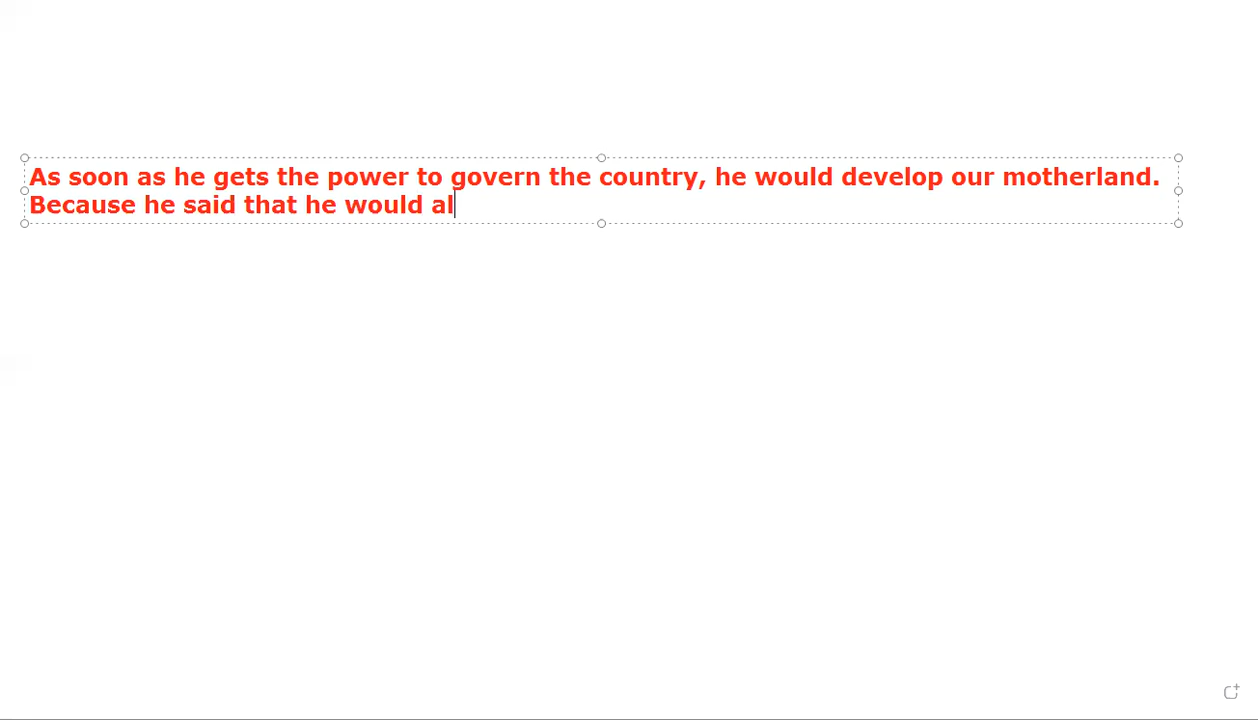 As soon as he gets the power to govern the country, he would develop our motherland.
Because he said that he would al